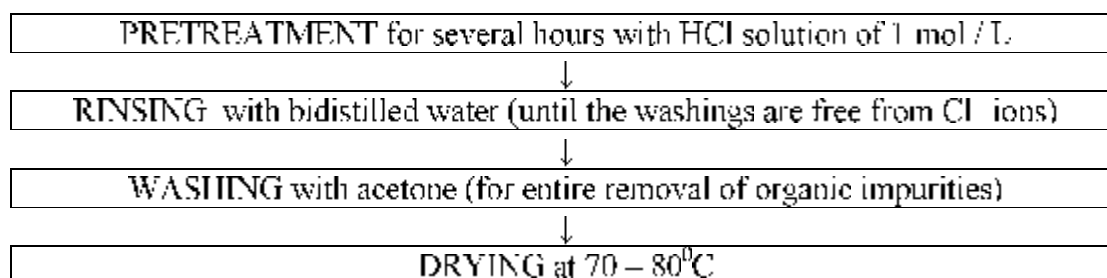 PRETREATMENT for several hours with HCl solution of 1 mol / L
↓
RINSING with bidistilled water (until the washings are free from Cl⁻ ions)
↓
WASHING with acetone (for entire removal of organic impurities)
↓
DRYING at 70 – 80⁰C